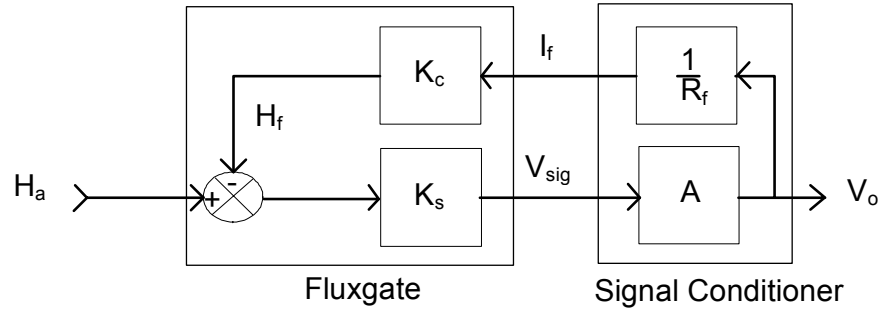 I_f
K_c
1
R_f
H_f
H_a
-
+
K_s
V_sig
A
V_o
Fluxgate
Signal Conditioner